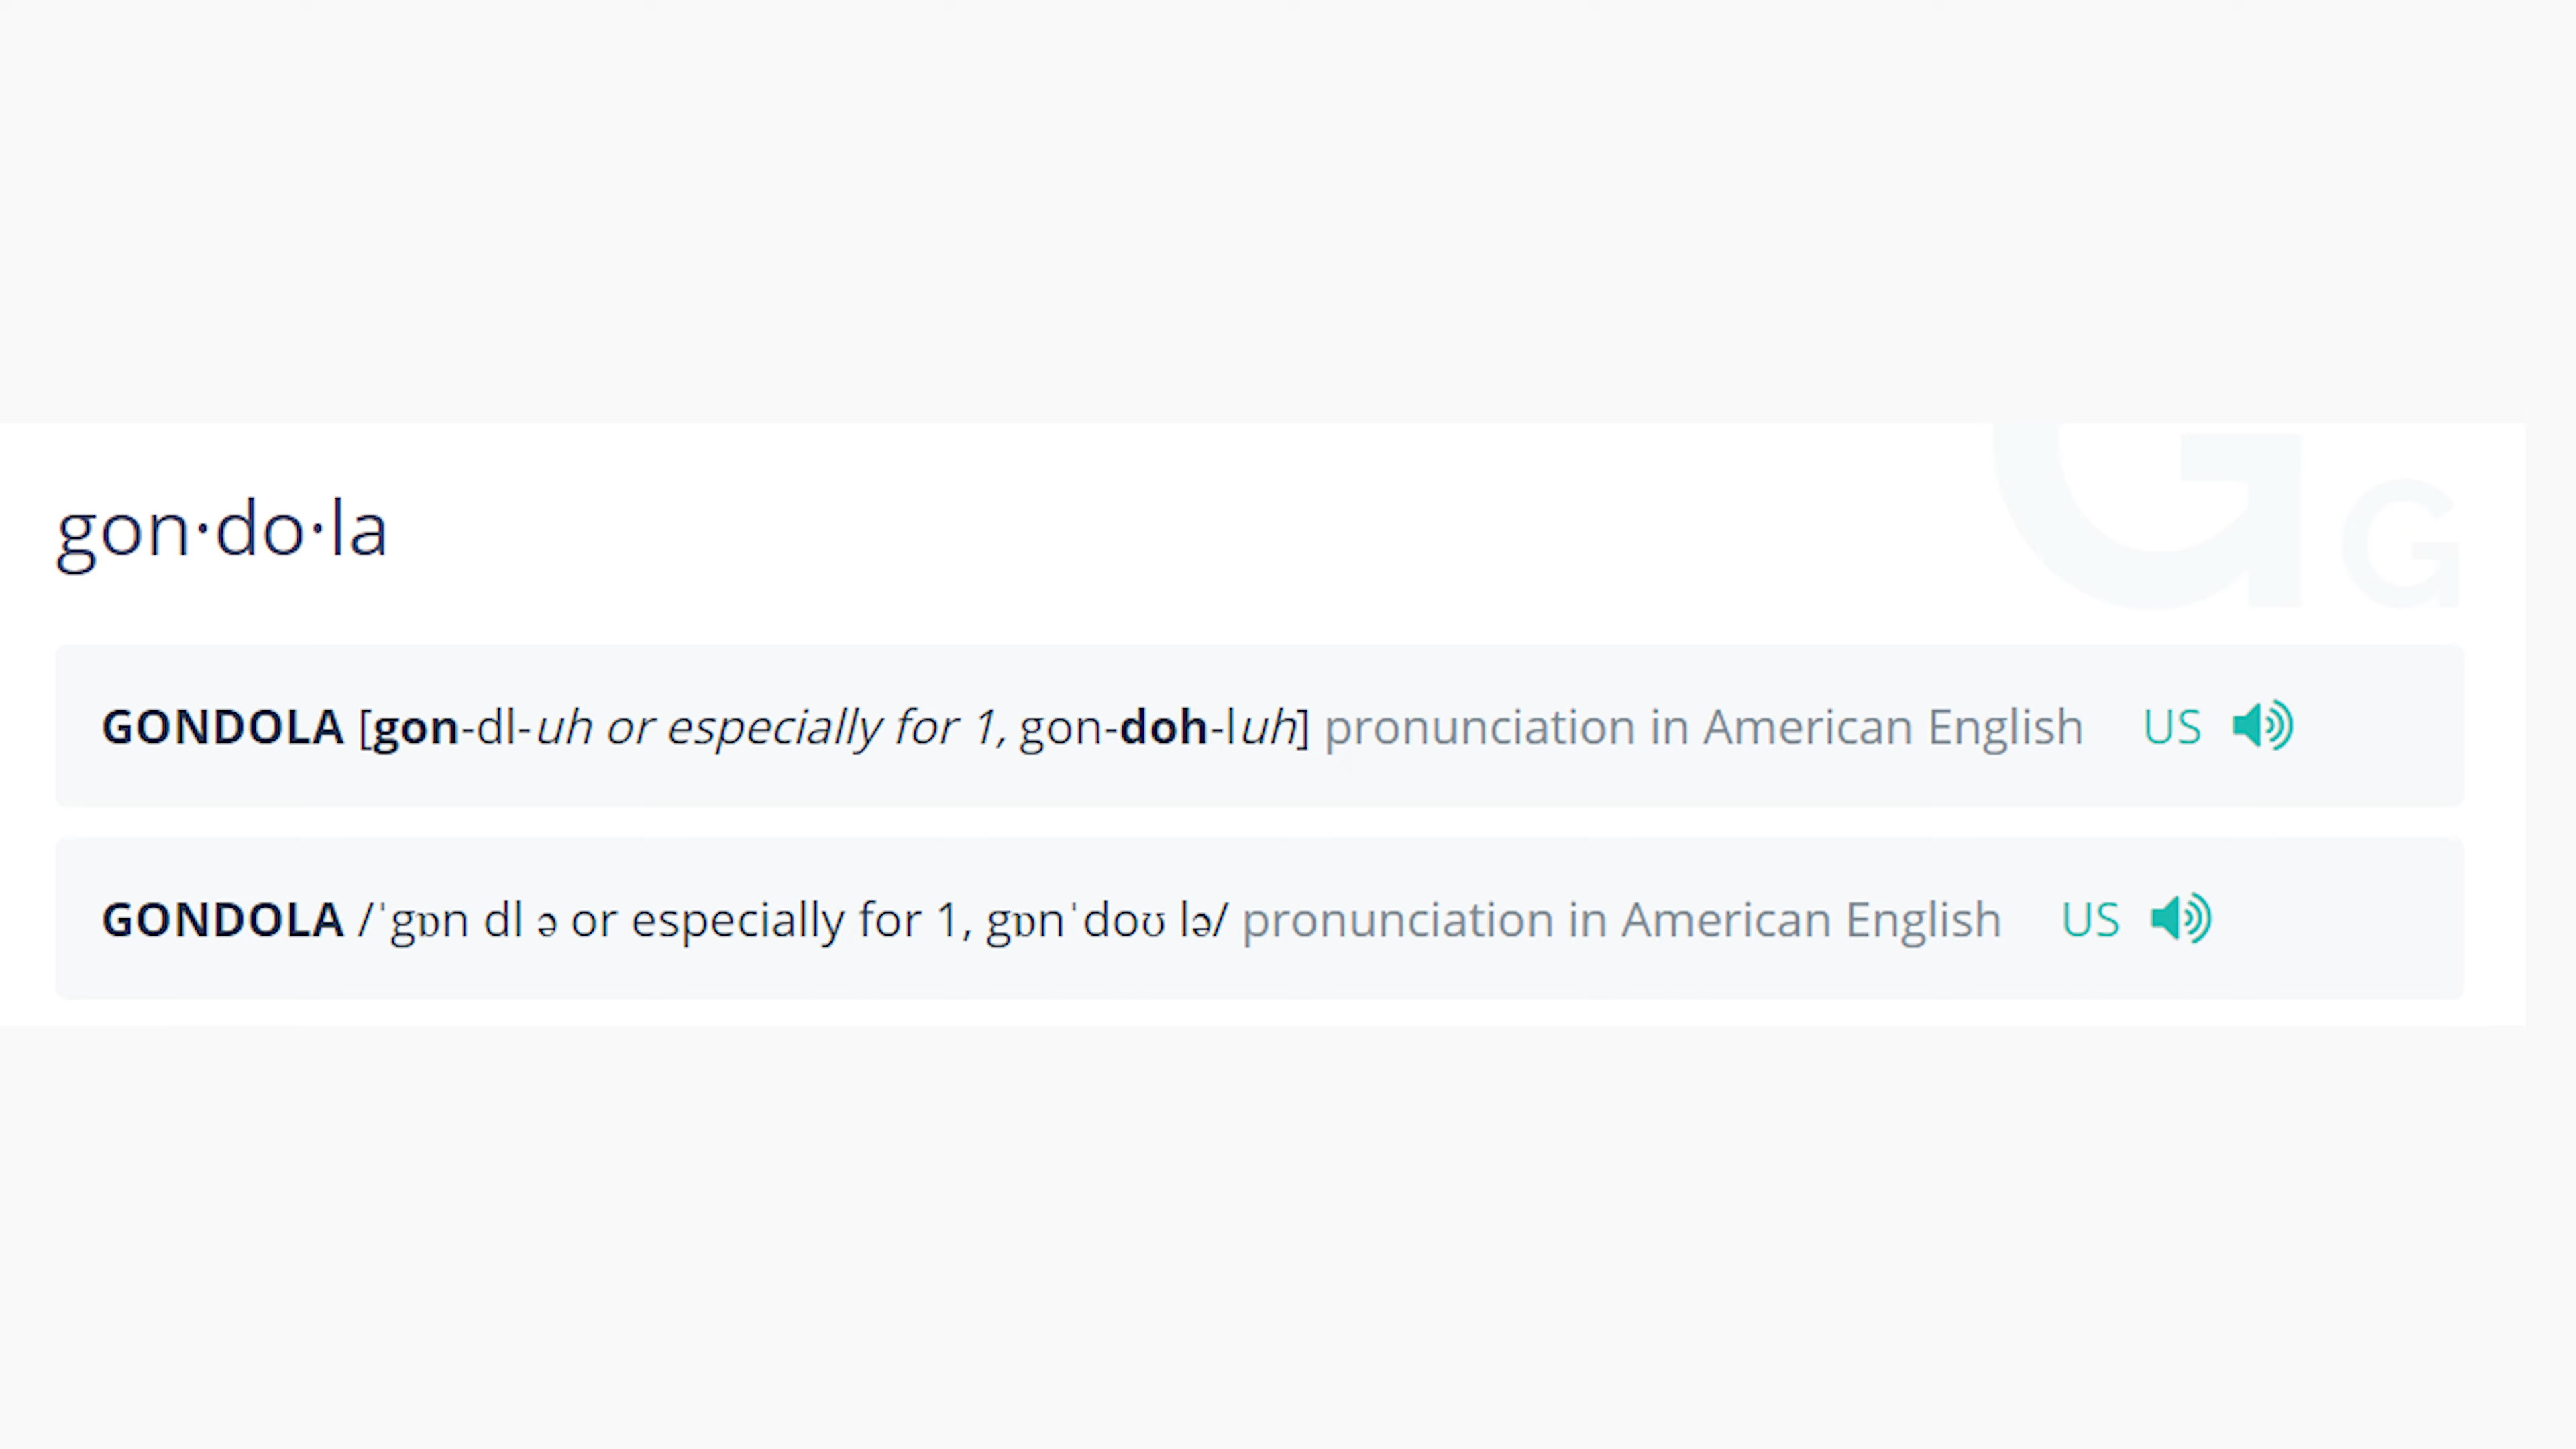 G G
gon·do·la
GONDOLA [gon-dl-uh or especially for 1, gon-doh-luh] pronunciation in American English US
GONDOLA /ˈgɒn dl ə or especially for 1, gɒnˈdoʊ lə/ pronunciation in American English US